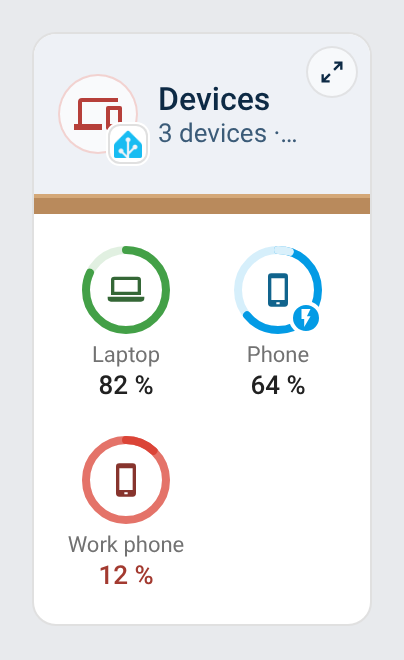 Devices
3 devices ·…
Laptop
82 %
Phone
64 %
Work phone
12 %